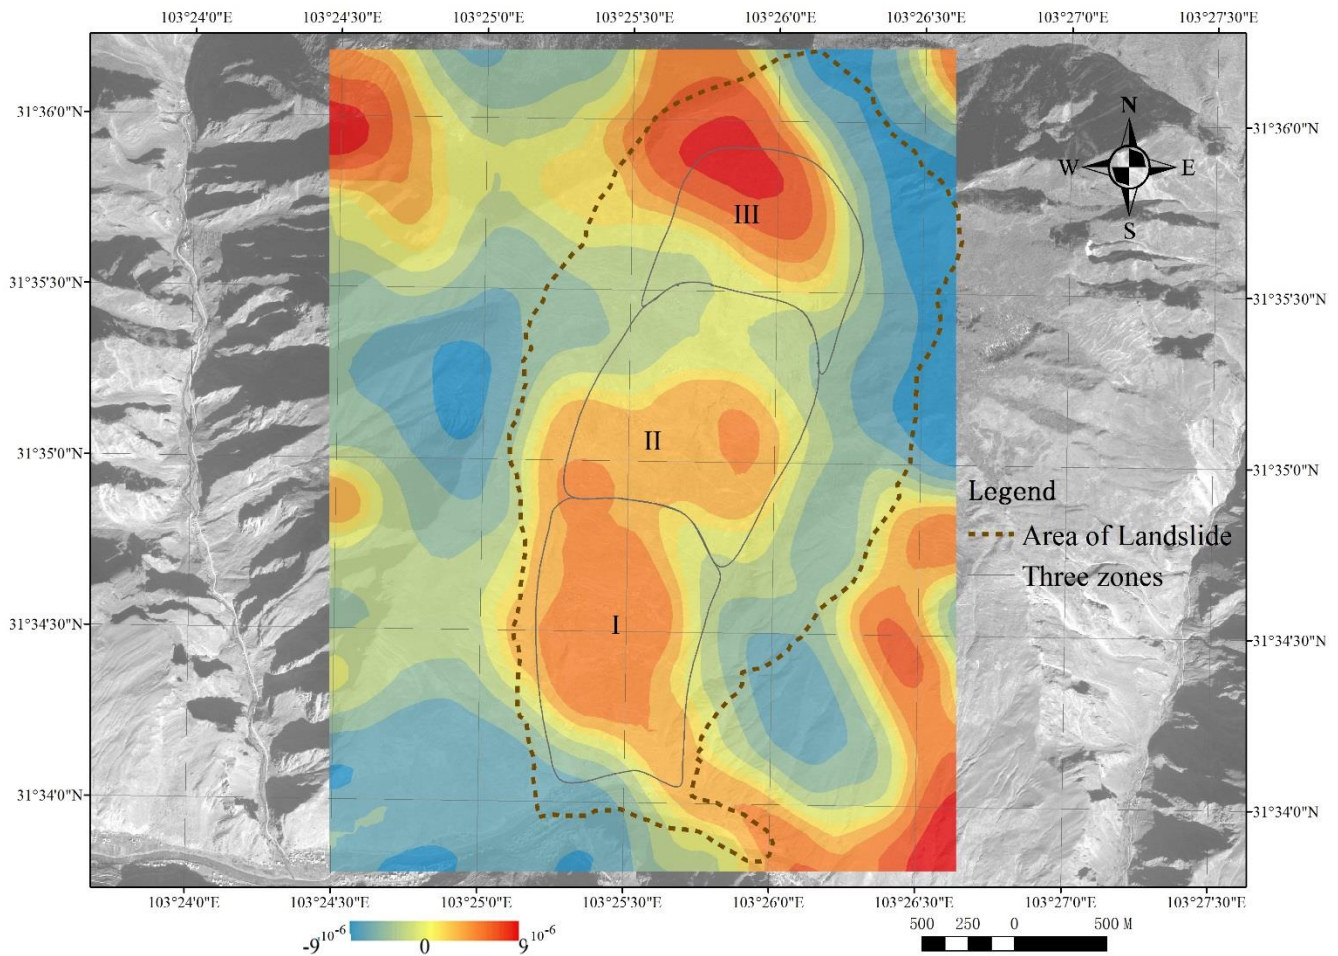 103°24'0"E 103°24'30"E 103°25'0"E 103°25'30"E 103°26'0"E 103°26'30"E 103°27'0"E 103°27'30"E
31°36'0"N
31°36'0"N
N
W E
S
III
31°35'30"N
31°35'30"N
II
31°35'0"N
31°35'0"N
Legend
Area of Landslide
Three zones
I
31°34'30"N
31°34'30"N
31°34'0"N
31°34'0"N
103°24'0"E 103°24'30"E 103°25'0"E 103°25'30"E 103°26'0"E 103°26'30"E 103°27'0"E 103°27'30"E
-9^10^-6 0 9^10^-6
500 250 0 500 M